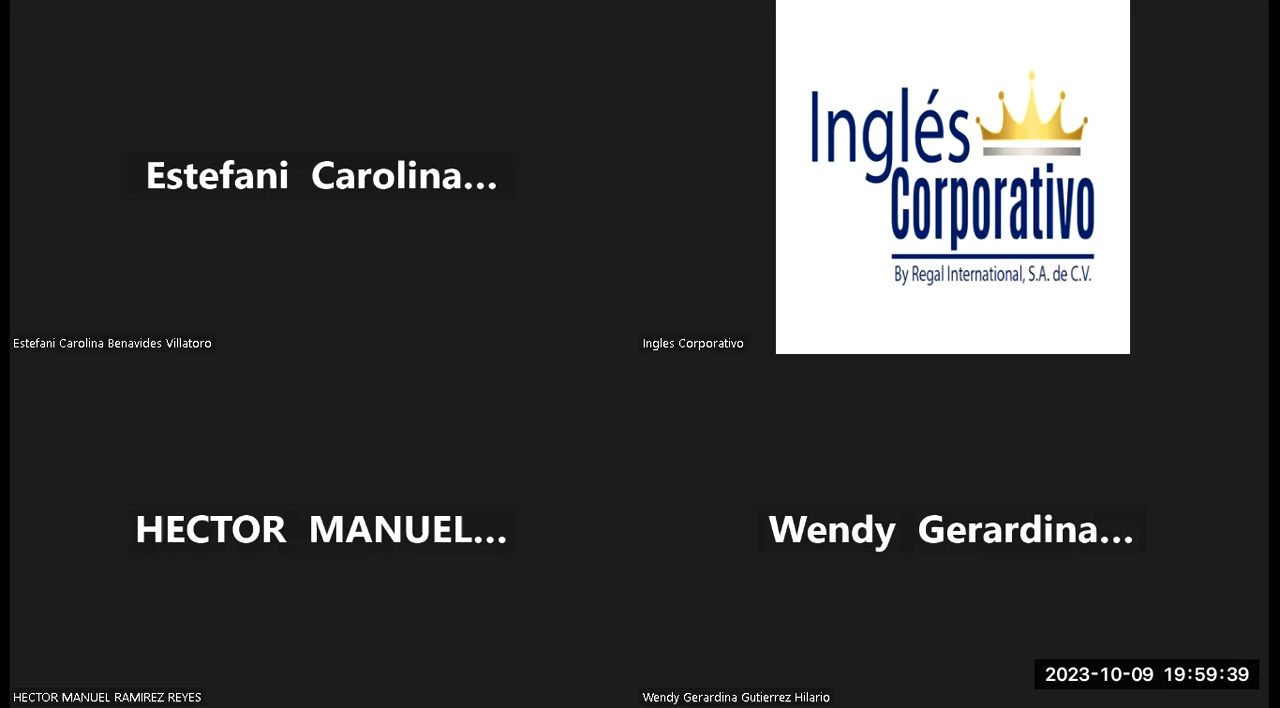 Estefani Carolina...
Estefani Carolina Benavides Villatoro
Inglés
Corporativo
By Regal International, S.A. de C.V.
Ingles Corporativo
HECTOR MANUEL...
HECTOR MANUEL RAMIREZ REYES
Wendy Gerardina...
Wendy Gerardina Gutierrez Hilario
2023-10-09 19:59:39